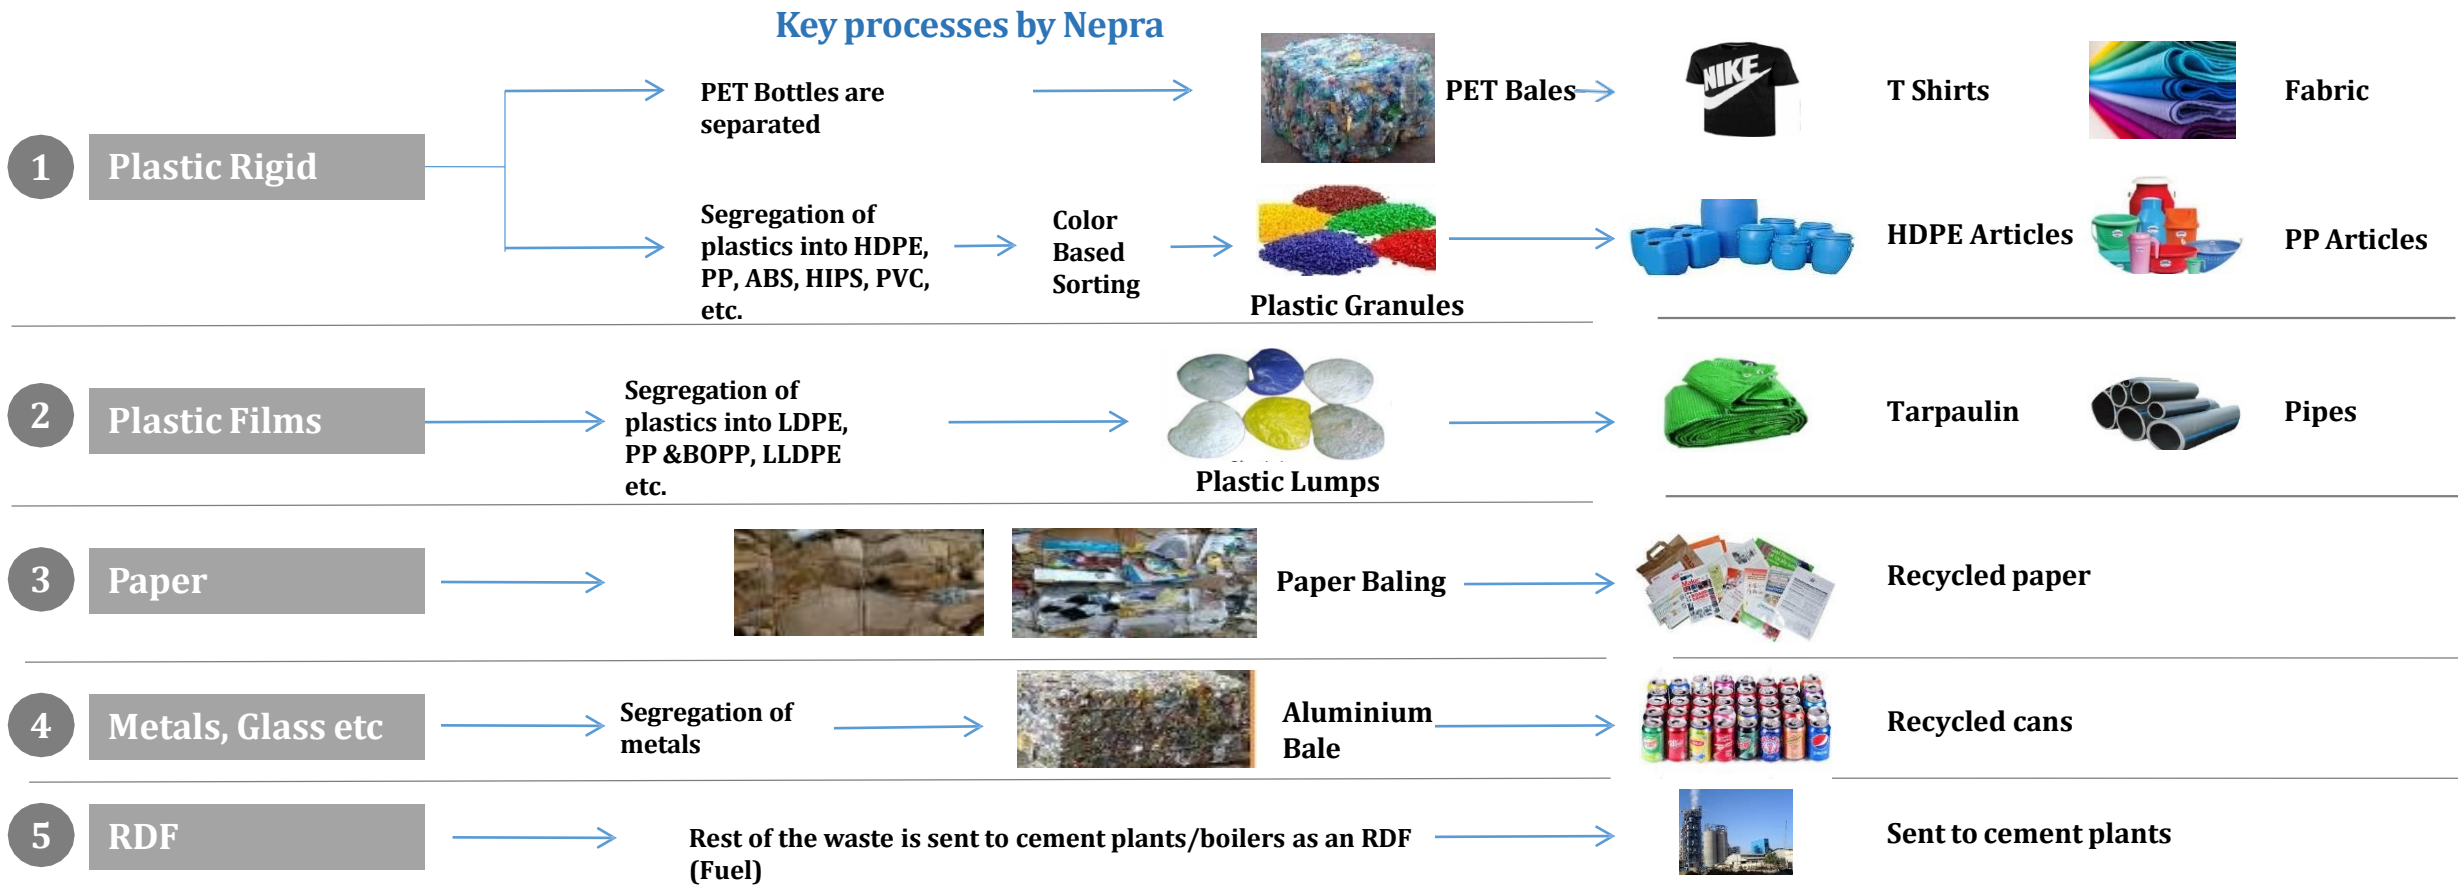 Key processes by Nepra
1
Plastic Rigid
PET Bottles are
separated
PET Bales
NIKE
T Shirts
Fabric
Segregation of
plastics into HDPE,
PP, ABS, HIPS, PVC,
etc.
Color
Based
Sorting
Plastic Granules
HDPE Articles
PP Articles
2
Plastic Films
Segregation of
plastics into LDPE,
PP &BOPP, LLDPE
etc.
Plastic Lumps
Tarpaulin
Pipes
3
Paper
Paper Baling
Recycled paper
4
Metals, Glass etc
Segregation of
metals
Aluminium
Bale
Recycled cans
5
RDF
Rest of the waste is sent to cement plants/boilers as an RDF
(Fuel)
Sent to cement plants